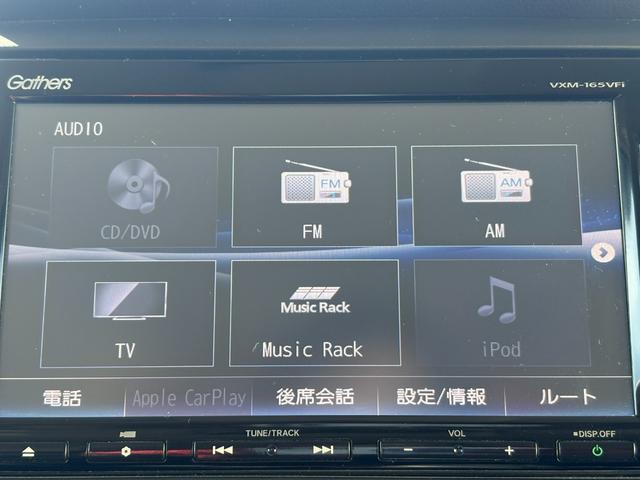 Gathers VXM-165VFi
AUDIO
FM AM
CD/DVD FM AM
Music Rack
TV Music Rack iPod
電話 Apple CarPlay 後席会話 設定/情報 ルート
TUNE/TRACK VOL DISP.OFF